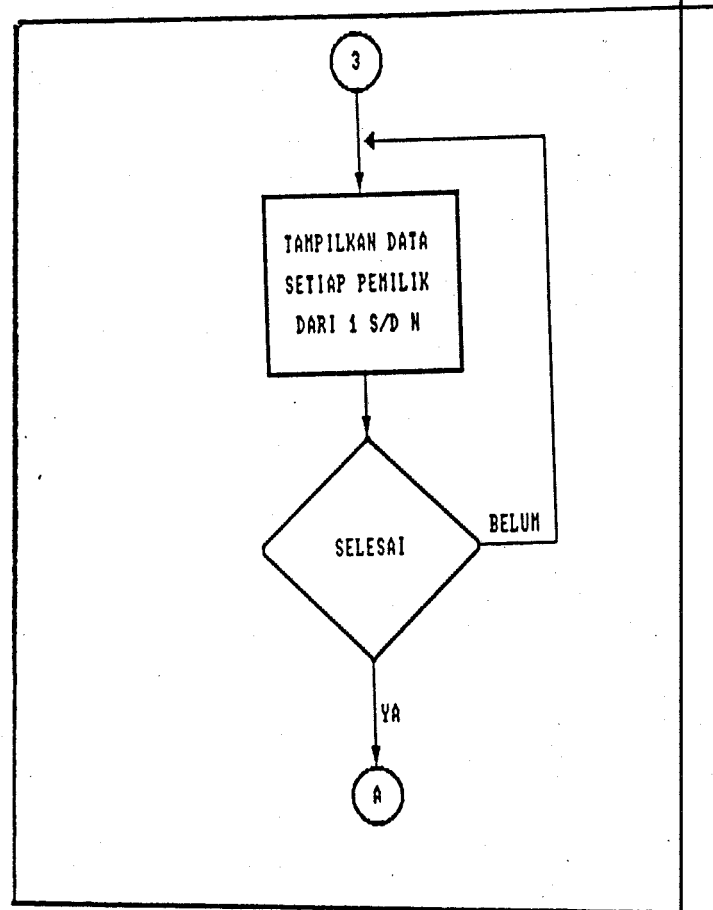 3
TAMPILKAN DATA
SETIAP PEMILIK
DARI 1 S/D N
SELESAI
BELUM
YA
A